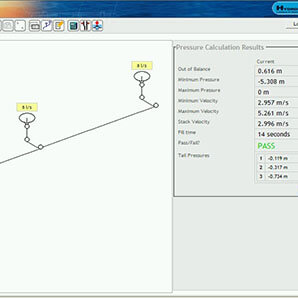 Lo
Pressure Calculation Results
Current
Out of Balance 0.616 m
Minimum Pressure -5.308 m
Maximum Pressure 0 m
Minimum Velocity 2.957 m/s
Maximum Velocity 5.261 m/s
Stack Velocity 2.996 m/s
Fill time 14 seconds
Pass/Fail? PASS
Tail Pressures
1 -0.119 m
2 -0.317 m
3 -0.734 m
8 l/s
8 l/s